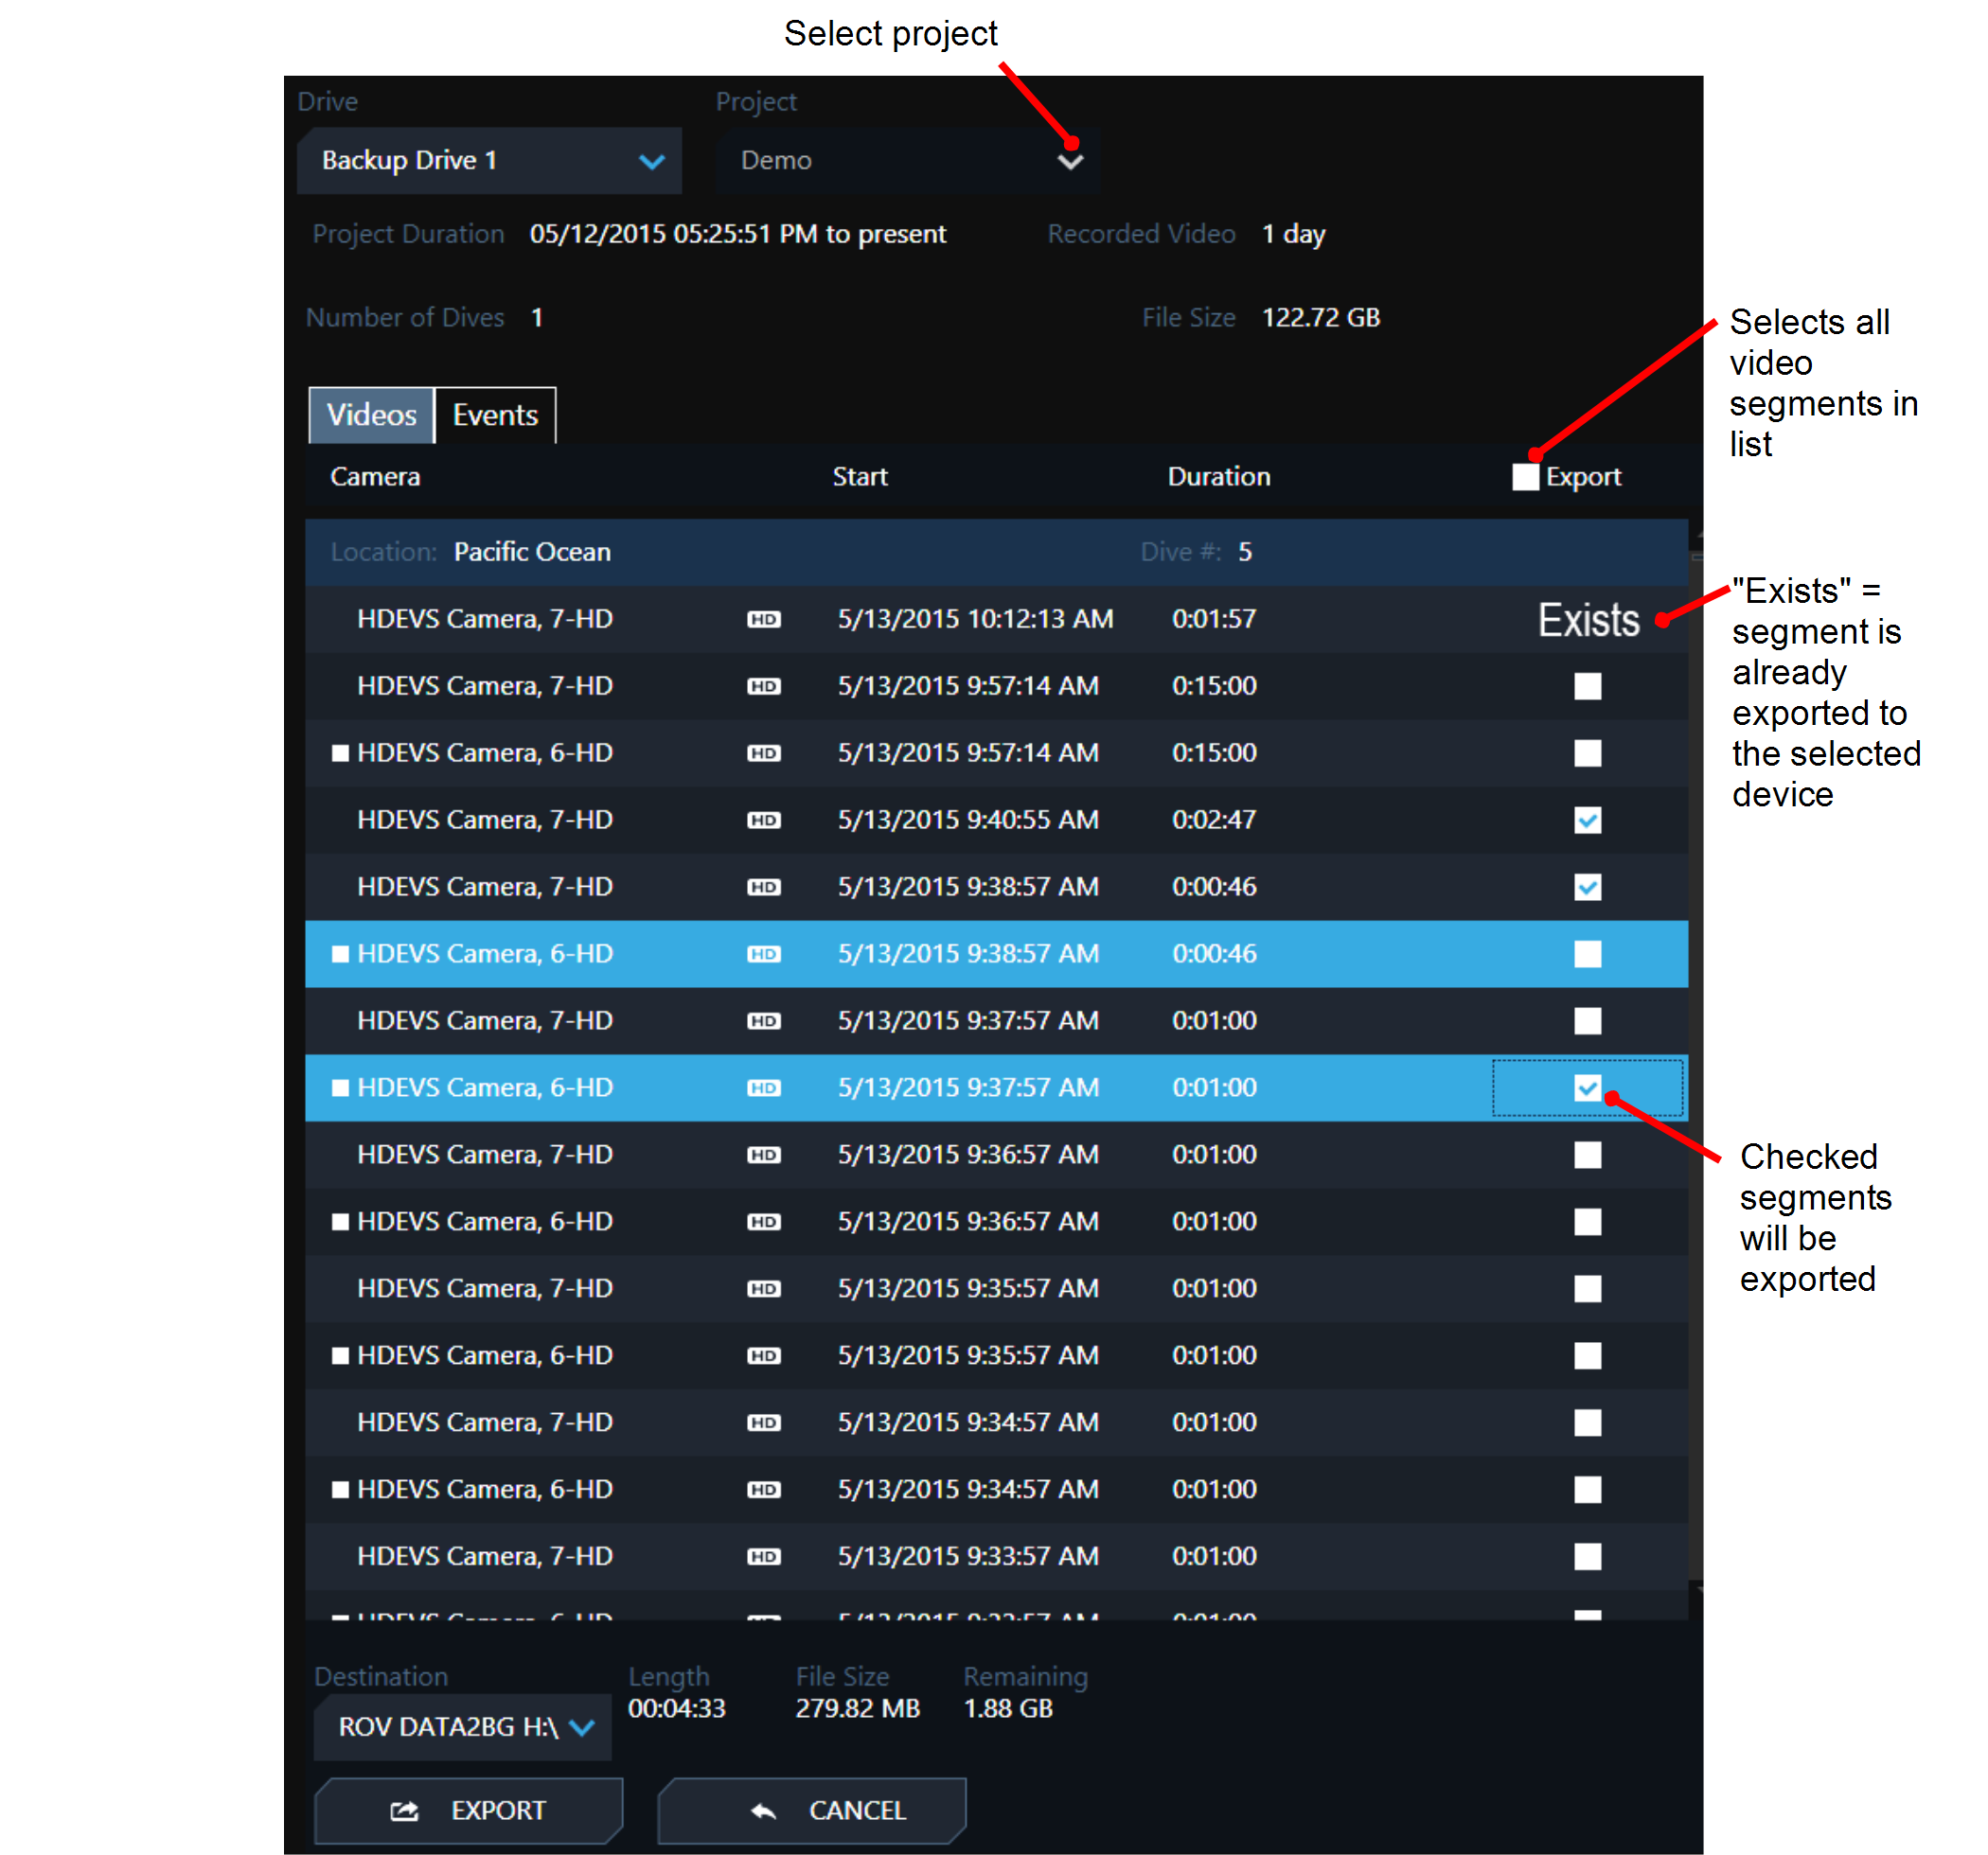 Select project
Drive
Project
Backup Drive 1
Demo
Project Duration 05/12/2015 05:25:51 PM to present
Recorded Video 1 day
Number of Dives 1
File Size 122.72 GB
Selects all
video
segments in
list
Videos
Events
Camera Start Duration Export
Location: Pacific Ocean Dive #: 5
HDEVS Camera, 7-HD HD 5/13/2015 10:12:13 AM 0:01:57 Exists
"Exists" =
segment is
already
exported to
the selected
device
HDEVS Camera, 7-HD HD 5/13/2015 9:57:14 AM 0:15:00
HDEVS Camera, 6-HD HD 5/13/2015 9:57:14 AM 0:15:00
HDEVS Camera, 7-HD HD 5/13/2015 9:40:55 AM 0:02:47
HDEVS Camera, 7-HD HD 5/13/2015 9:38:57 AM 0:00:46
HDEVS Camera, 6-HD HD 5/13/2015 9:38:57 AM 0:00:46
HDEVS Camera, 7-HD HD 5/13/2015 9:37:57 AM 0:01:00
HDEVS Camera, 6-HD HD 5/13/2015 9:37:57 AM 0:01:00
Checked
segments
will be
exported
HDEVS Camera, 7-HD HD 5/13/2015 9:36:57 AM 0:01:00
HDEVS Camera, 6-HD HD 5/13/2015 9:36:57 AM 0:01:00
HDEVS Camera, 7-HD HD 5/13/2015 9:35:57 AM 0:01:00
HDEVS Camera, 6-HD HD 5/13/2015 9:35:57 AM 0:01:00
HDEVS Camera, 7-HD HD 5/13/2015 9:34:57 AM 0:01:00
HDEVS Camera, 6-HD HD 5/13/2015 9:34:57 AM 0:01:00
HDEVS Camera, 7-HD HD 5/13/2015 9:33:57 AM 0:01:00
Destination Length File Size Remaining
ROV DATA2BG H:\ 00:04:33 279.82 MB 1.88 GB
EXPORT
CANCEL